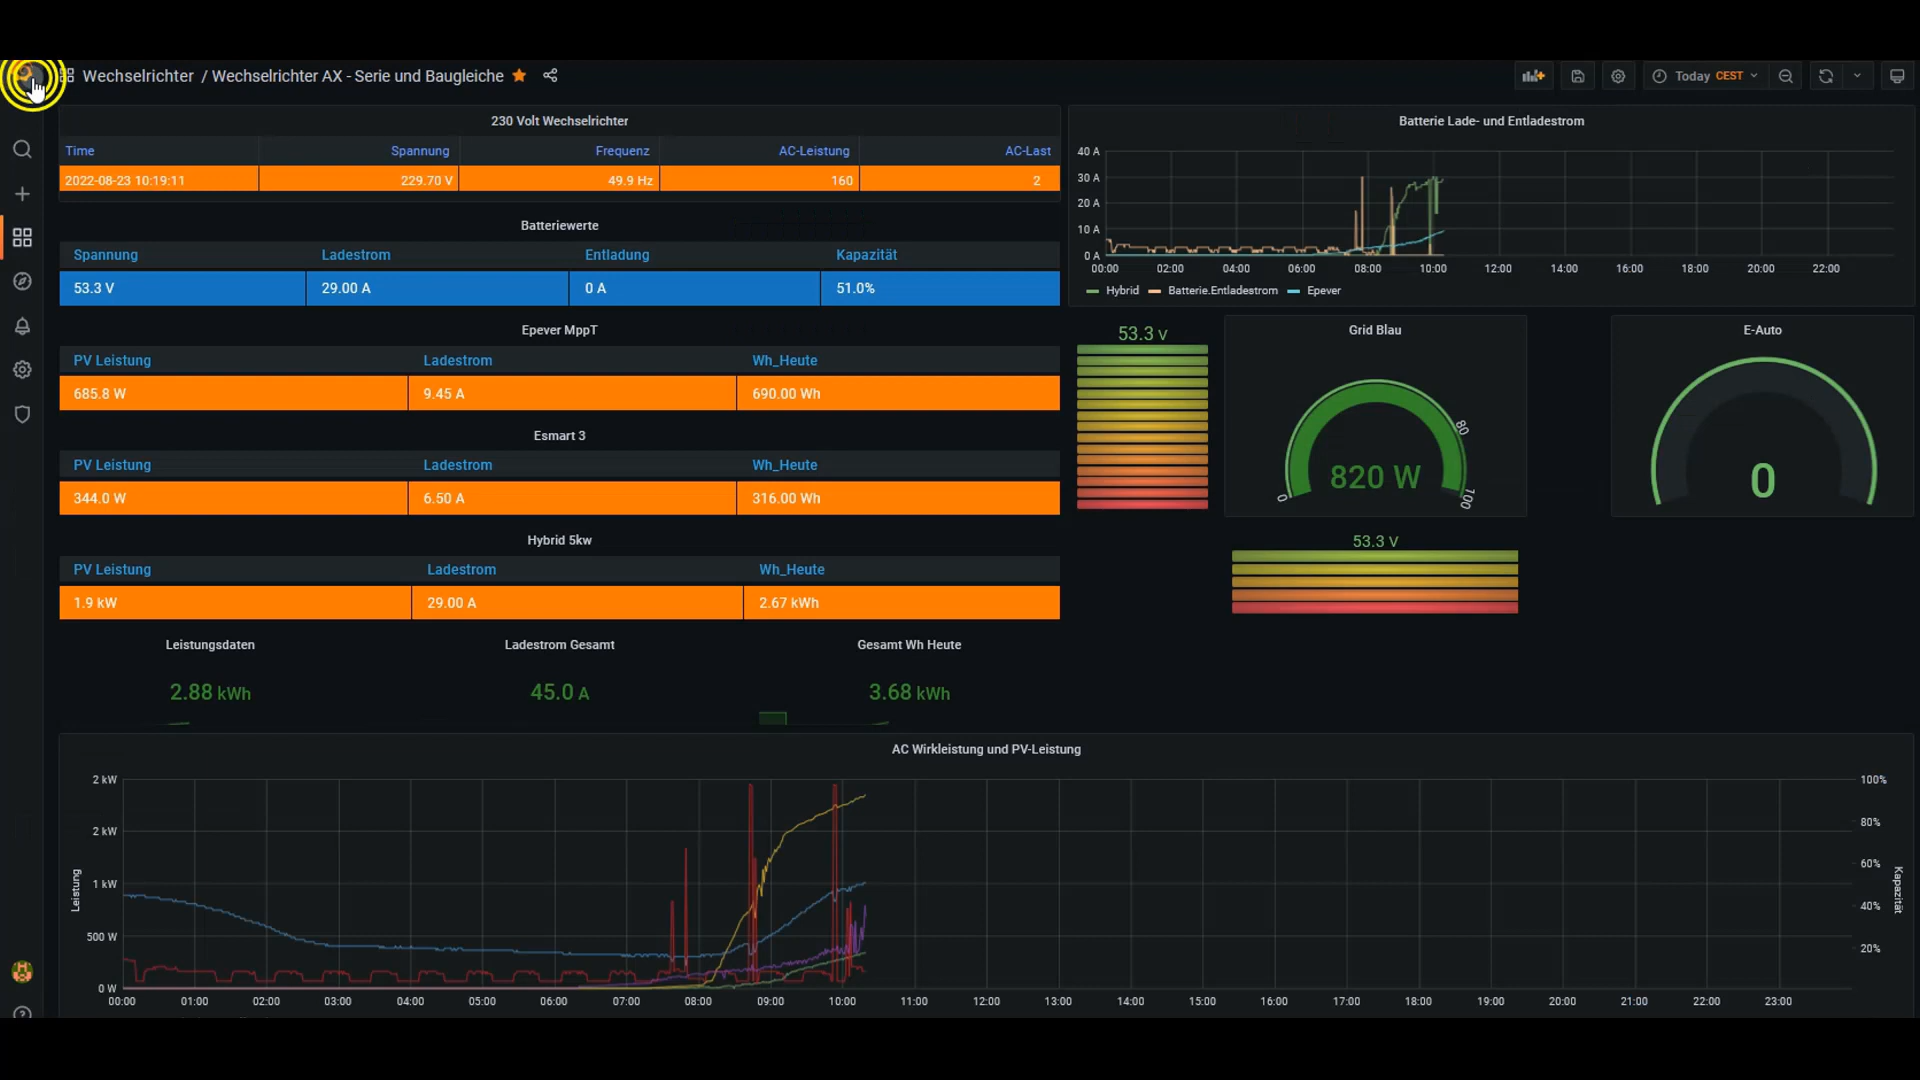 Wechselrichter / Wechselrichter AX - Serie und Baugleiche
Today CEST
230 Volt Wechselrichter
Time Spannung Frequenz AC-Leistung AC-Last
2022-08-23 10:19:11 229.70 V 49.9 Hz 160 2
Batteriewerte
Spannung Ladestrom Entladung Kapazität
53.3 V 29.00 A 0 A 51.0%
Epever MppT
PV Leistung Ladestrom Wh_Heute
685.8 W 9.45 A 690.00 Wh
Esmart 3
PV Leistung Ladestrom Wh_Heute
344.0 W 6.50 A 316.00 Wh
Hybrid 5kw
PV Leistung Ladestrom Wh_Heute
1.9 kW 29.00 A 2.67 kWh
Leistungsdaten Ladestrom Gesamt Gesamt Wh Heute
2.88 kWh 45.0 A 3.68 kWh
Batterie Lade- und Entladestrom
40 A
30 A
20 A
10 A
0 A
00:00 02:00 04:00 06:00 08:00 10:00 12:00 14:00 16:00 18:00 20:00 22:00
Hybrid Batterie.Entladestrom Epever
53.3 V
Grid Blau
0 80 100
820 W
E-Auto
0
53.3 V
AC Wirkleistung und PV-Leistung
Leistung
2 kW
2 kW
1 kW
500 W
0 W
00:00 01:00 02:00 03:00 04:00 05:00 06:00 07:00 08:00 09:00 10:00 11:00 12:00 13:00 14:00 15:00 16:00 17:00 18:00 19:00 20:00 21:00 22:00 23:00
100%
80%
60%
40%
20%
Kapazität